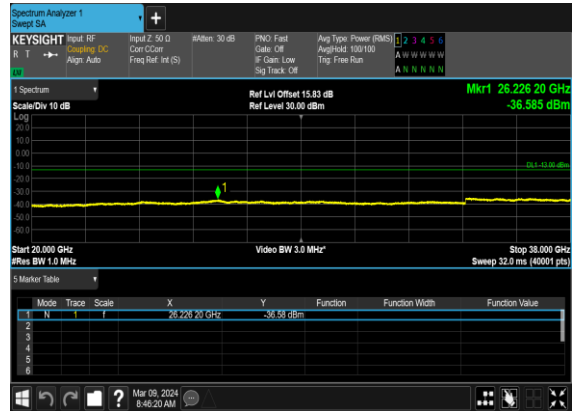 Spectrum Analyzer 1
Swept SA
+
KEYSIGHT Input: RF Input Z: 50 Ω #Atten: 30 dB PNO: Fast Avg Type: Power (RMS) 1 2 3 4 5 6
R T Coupling: DC Corr CCorr Gate: Off Avg|Hold: 100/100 A W W W W W
Align: Auto Freq Ref: Int (S) IF Gain: Low Trig: Free Run
LW Sig Track: Off A N N N N N
1 Spectrum Ref Lvl Offset 15.83 dB Mkr1 26.226 20 GHz
Scale/Div 10 dB Ref Level 30.00 dBm -36.585 dBm
Log
20.0
10.0
0.00
-10.0 DL1 -13.00 dBm
-20.0
-30.0 1
-40.0
-50.0
-60.0
Start 20.000 GHz Video BW 3.0 MHz* Stop 38.000 GHz
#Res BW 1.0 MHz Sweep 32.0 ms (40001 pts)
5 Marker Table
Mode Trace Scale X Y Function Function Width Function Value
1 N 1 f 26.226 20 GHz -36.58 dBm
2
3
4
5
6
? Mar 09, 2024
8:46:20 AM